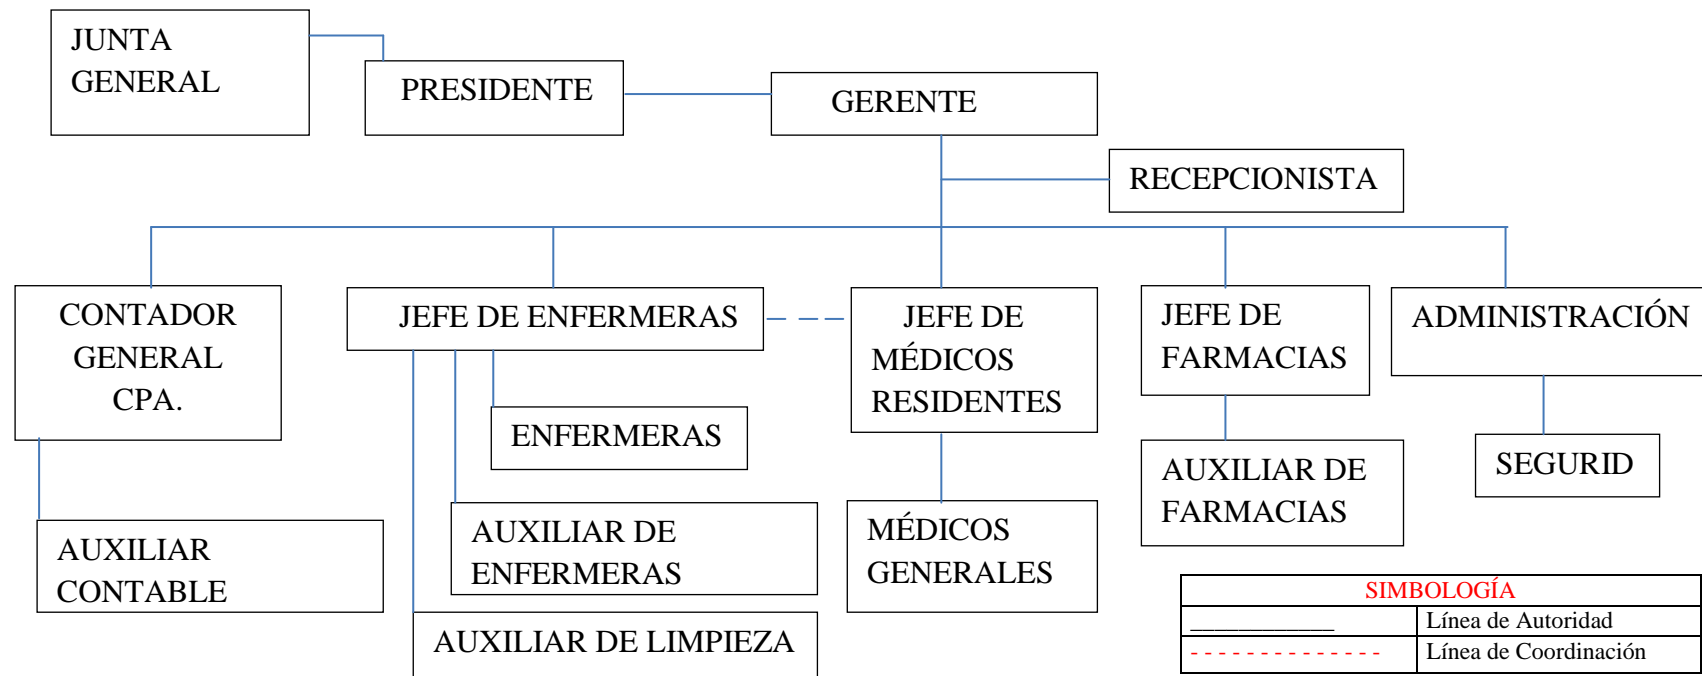 JUNTA
GENERAL
PRESIDENTE
GERENTE
RECEPCIONISTA
CONTADOR
GENERAL
CPA.
JEFE DE ENFERMERAS
JEFE DE
MÉDICOS
RESIDENTES
JEFE DE
FARMACIAS
ADMINISTRACIÓN
ENFERMERAS
AUXILIAR DE
ENFERMERAS
AUXILIAR DE LIMPIEZA
AUXILIAR
CONTABLE
MÉDICOS
GENERALES
AUXILIAR DE
FARMACIAS
SEGURID
SIMBOLOGÍA
Línea de Autoridad
Línea de Coordinación